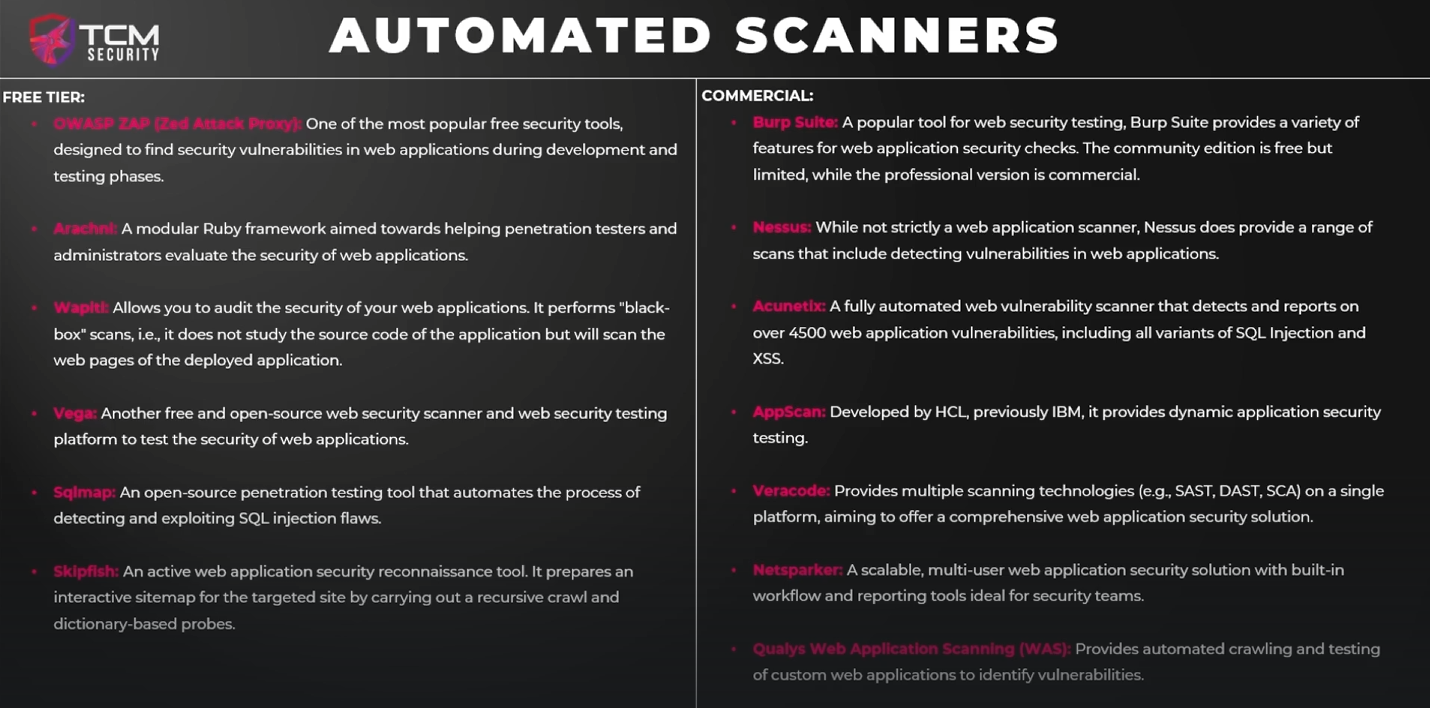 TCM
SECURITY
AUTOMATED SCANNERS
FREE TIER:
• OWASP ZAP (Zed Attack Proxy): One of the most popular free security tools,
designed to find security vulnerabilities in web applications during development and
testing phases.
• Arachni: A modular Ruby framework aimed towards helping penetration testers and
administrators evaluate the security of web applications.
• Wapiti: Allows you to audit the security of your web applications. It performs "black-
box" scans, i.e., it does not study the source code of the application but will scan the
web pages of the deployed application.
• Vega: Another free and open-source web security scanner and web security testing
platform to test the security of web applications.
• Sqlmap: An open-source penetration testing tool that automates the process of
detecting and exploiting SQL injection flaws.
• Skipfish: An active web application security reconnaissance tool. It prepares an
interactive sitemap for the targeted site by carrying out a recursive crawl and
dictionary-based probes.
COMMERCIAL:
• Burp Suite: A popular tool for web security testing, Burp Suite provides a variety of
features for web application security checks. The community edition is free but
limited, while the professional version is commercial.
• Nessus: While not strictly a web application scanner, Nessus does provide a range of
scans that include detecting vulnerabilities in web applications.
• Acunetix: A fully automated web vulnerability scanner that detects and reports on
over 4500 web application vulnerabilities, including all variants of SQL Injection and
XSS.
• AppScan: Developed by HCL, previously IBM, it provides dynamic application security
testing.
• Veracode: Provides multiple scanning technologies (e.g., SAST, DAST, SCA) on a single
platform, aiming to offer a comprehensive web application security solution.
• Netsparker: A scalable, multi-user web application security solution with built-in
workflow and reporting tools ideal for security teams.
• Qualys Web Application Scanning (WAS): Provides automated crawling and testing
of custom web applications to identify vulnerabilities.